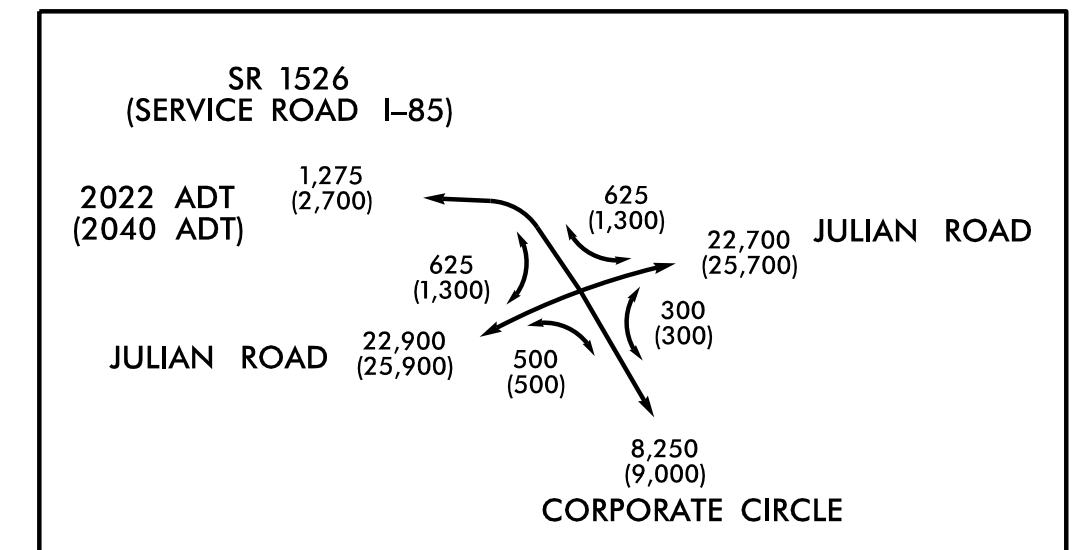 SR 1526
(SERVICE ROAD I–85)
2022 ADT
(2040 ADT)
1,275
(2,700)
625
(1,300)
22,700
(25,700)
JULIAN ROAD
625
(1,300)
300
(300)
JULIAN ROAD
22,900
(25,900)
500
(500)
8,250
(9,000)
CORPORATE CIRCLE